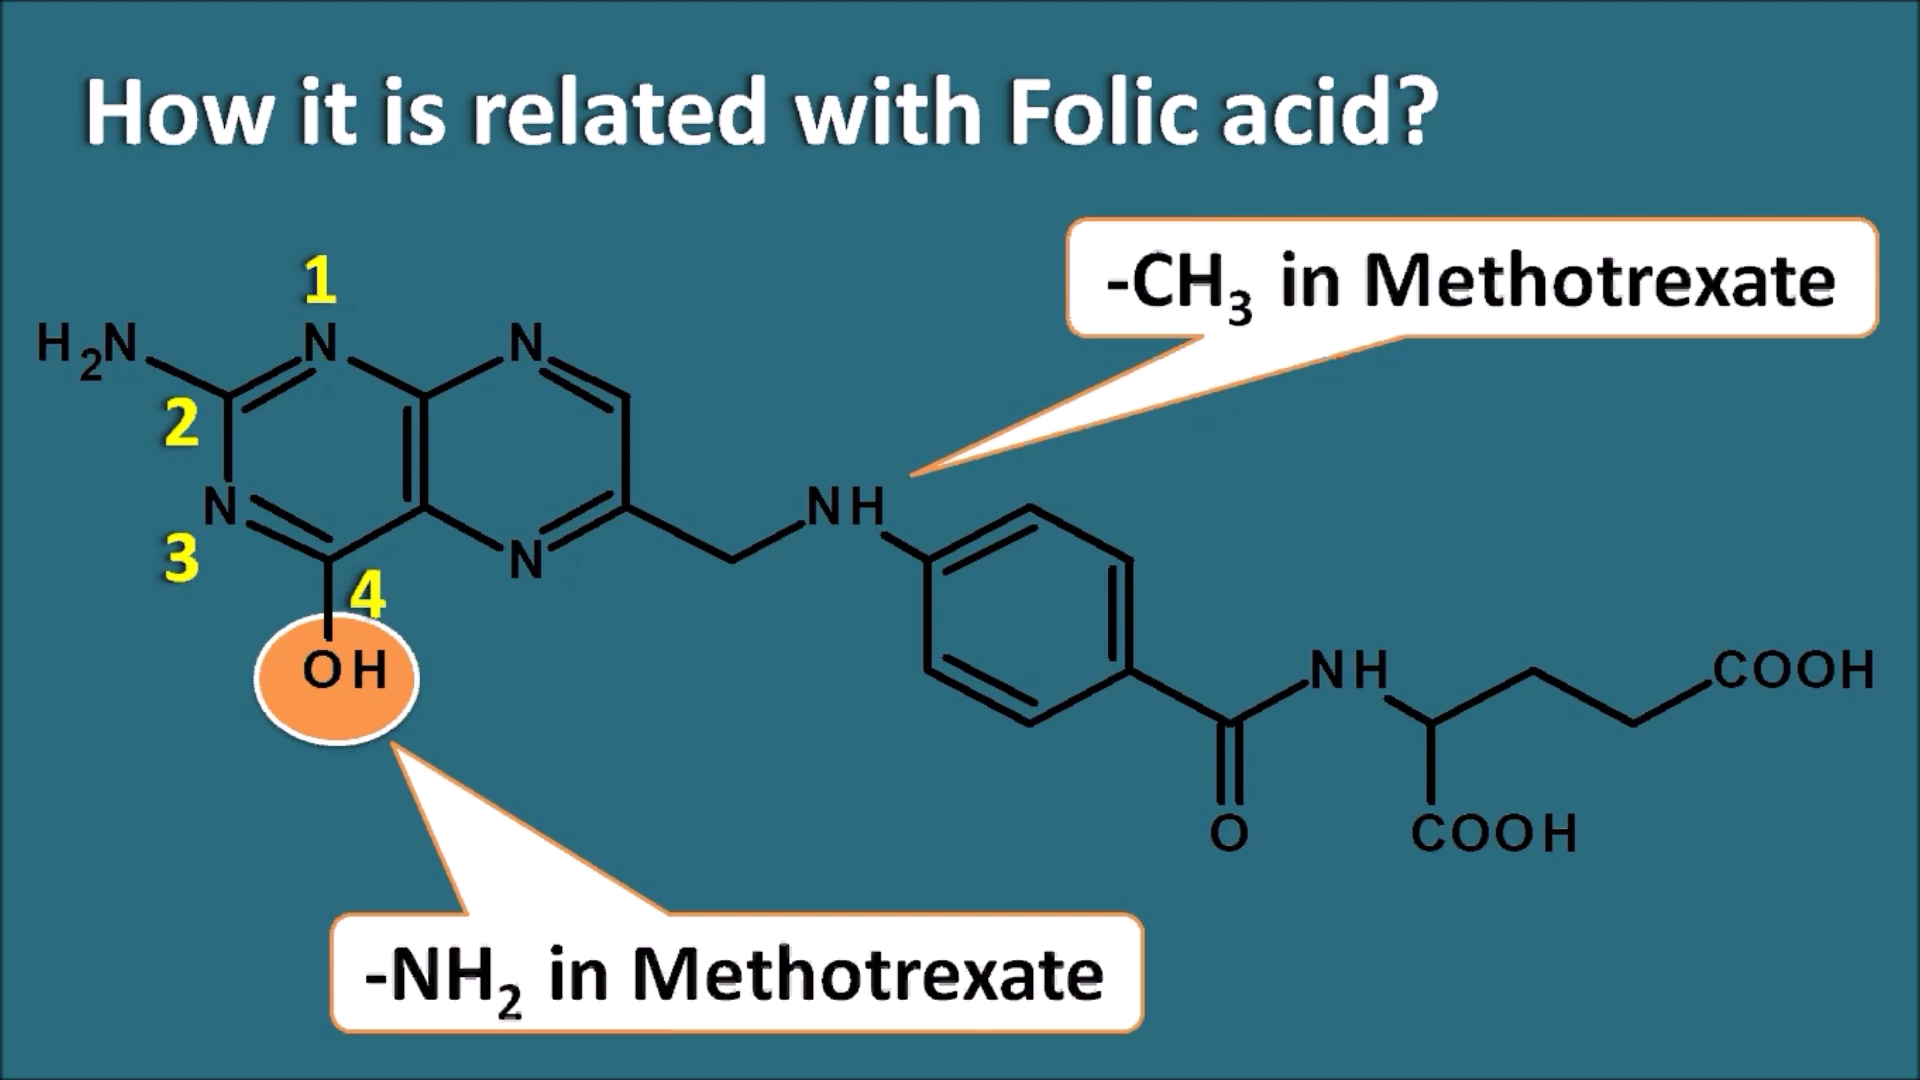 How it is related with Folic acid?
-CH₃ in Methotrexate
1
H₂N
N
N
2
N
3
N
4
OH
NH
NH
COOH
O
COOH
-NH₂ in Methotrexate